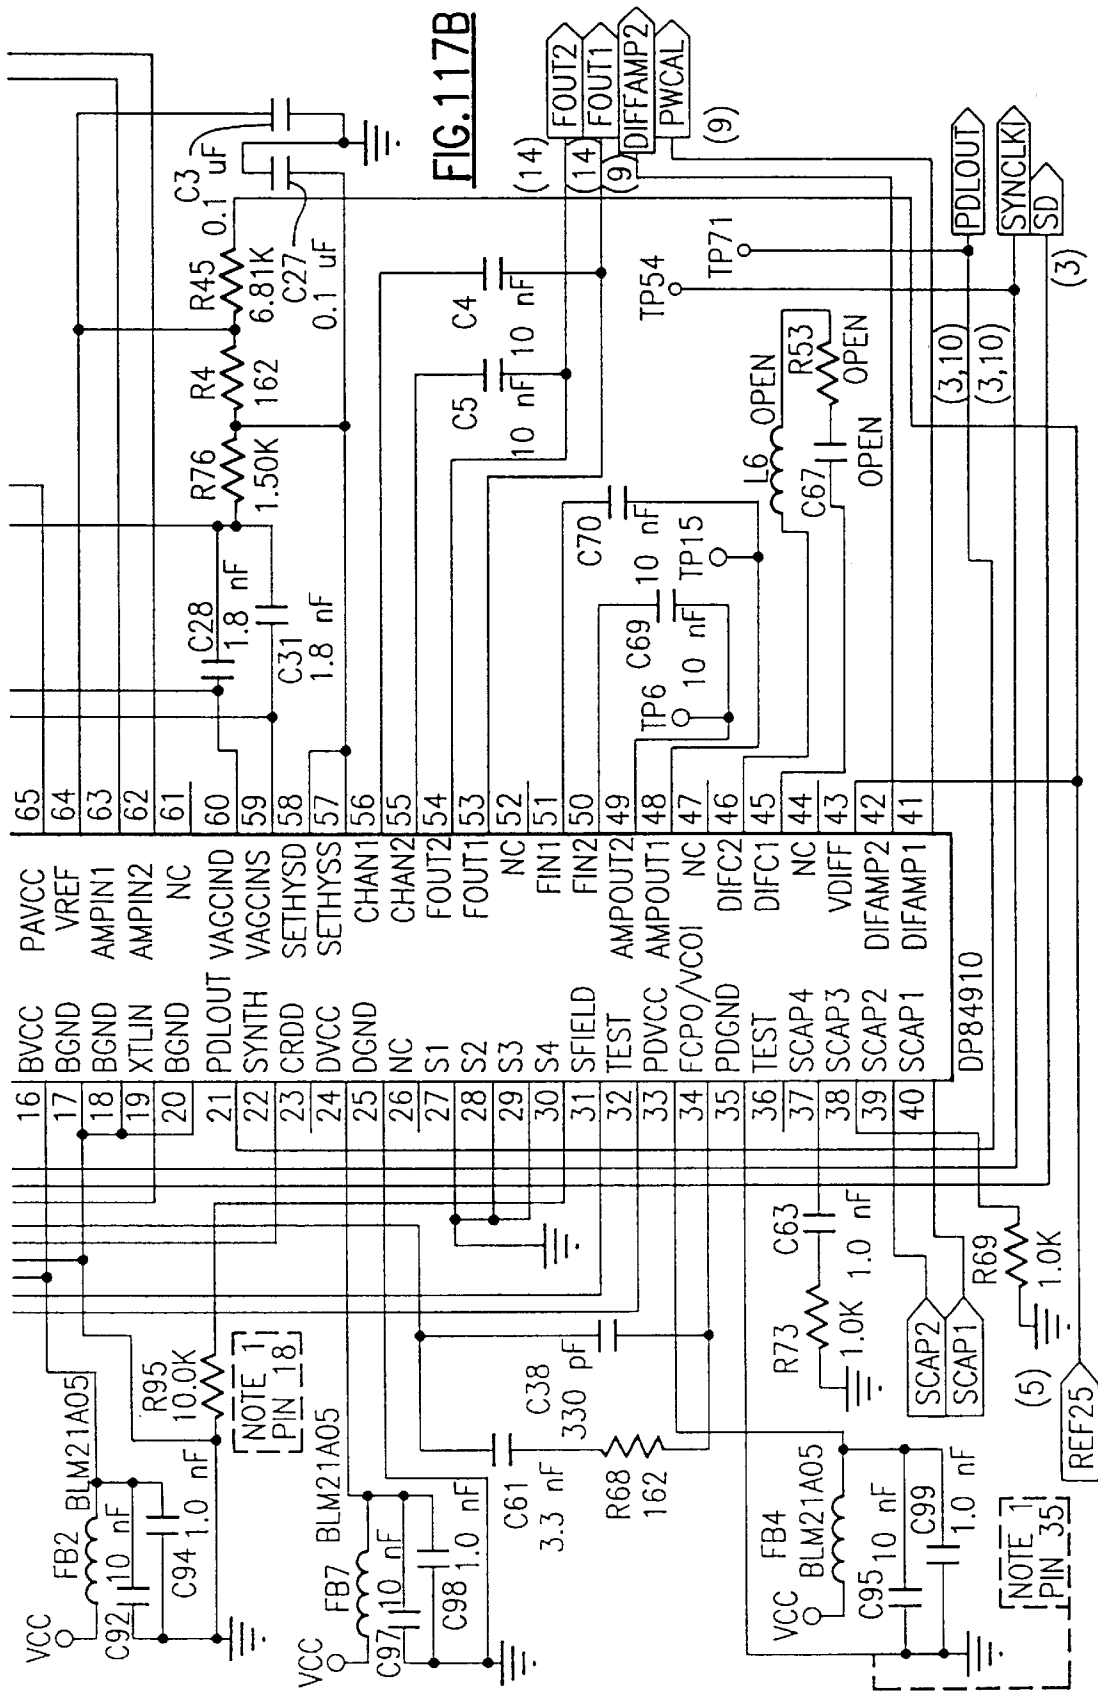 FIG.117B
65
64
63
62
61
60
59
58
57
56
55
54
53
52
51
50
49
48
47
46
45
44
43
42
41
PAVCC
VREF
AMPIN1
AMPIN2
NC
VAGCIND
VAGCINS
SETHYSD
SETHYSS
CHAN1
CHAN2
FOUT2
FOUT1
NC
FIN1
FIN2
AMPOUT2
AMPOUT1
NC
DIFC2
DIFC1
NC
VDIFF
DIFAMP2
DIFAMP1
BVCC
BGND
BGND
XTLIN
BGND
PDLOUT
SYNTH
CRDD
DVCC
DGND
NC
S1
S2
S3
S4
SFIELD
TEST
PDVCC
FCPO/VCOI
PDGND
TEST
SCAP4
SCAP3
SCAP2
SCAP1
DP84910
16
17
18
19
20
21
22
23
24
25
26
27
28
29
30
31
32
33
34
35
36
37
38
39
40
C3
0.1 uF
C27
0.1 uF
R45
6.81K
R4
162
R76
1.50K
C28
1.8 nF
C31
1.8 nF
C4
10 nF
C5
10 nF
C70
10 nF
TP15
C69
10 nF
TP6
L6
OPEN
R53
OPEN
C67
OPEN
TP54
TP71
FOUT2
(14)
FOUT1
(14
DIFFAMP2
(9
PWCAL
(9)
PDLOUT
(3,10)
SYNCLKI
(3,10)
SD
(3)
VCC
FB2
BLM21A05
C92
10 nF
C94
1.0 nF
R95
10.0K
NOTE 1
PIN 18
VCC
FB7
BLM21A05
C97
10 nF
C98
1.0 nF
C61
3.3 nF
C38
330 pF
R68
162
R73
1.0K
C63
1.0 nF
VCC
FB4
BLM21A05
C95
10 nF
C99
1.0 nF
NOTE 1
PIN 35
SCAP2
SCAP1
R69
1.0K
(5)
REF25